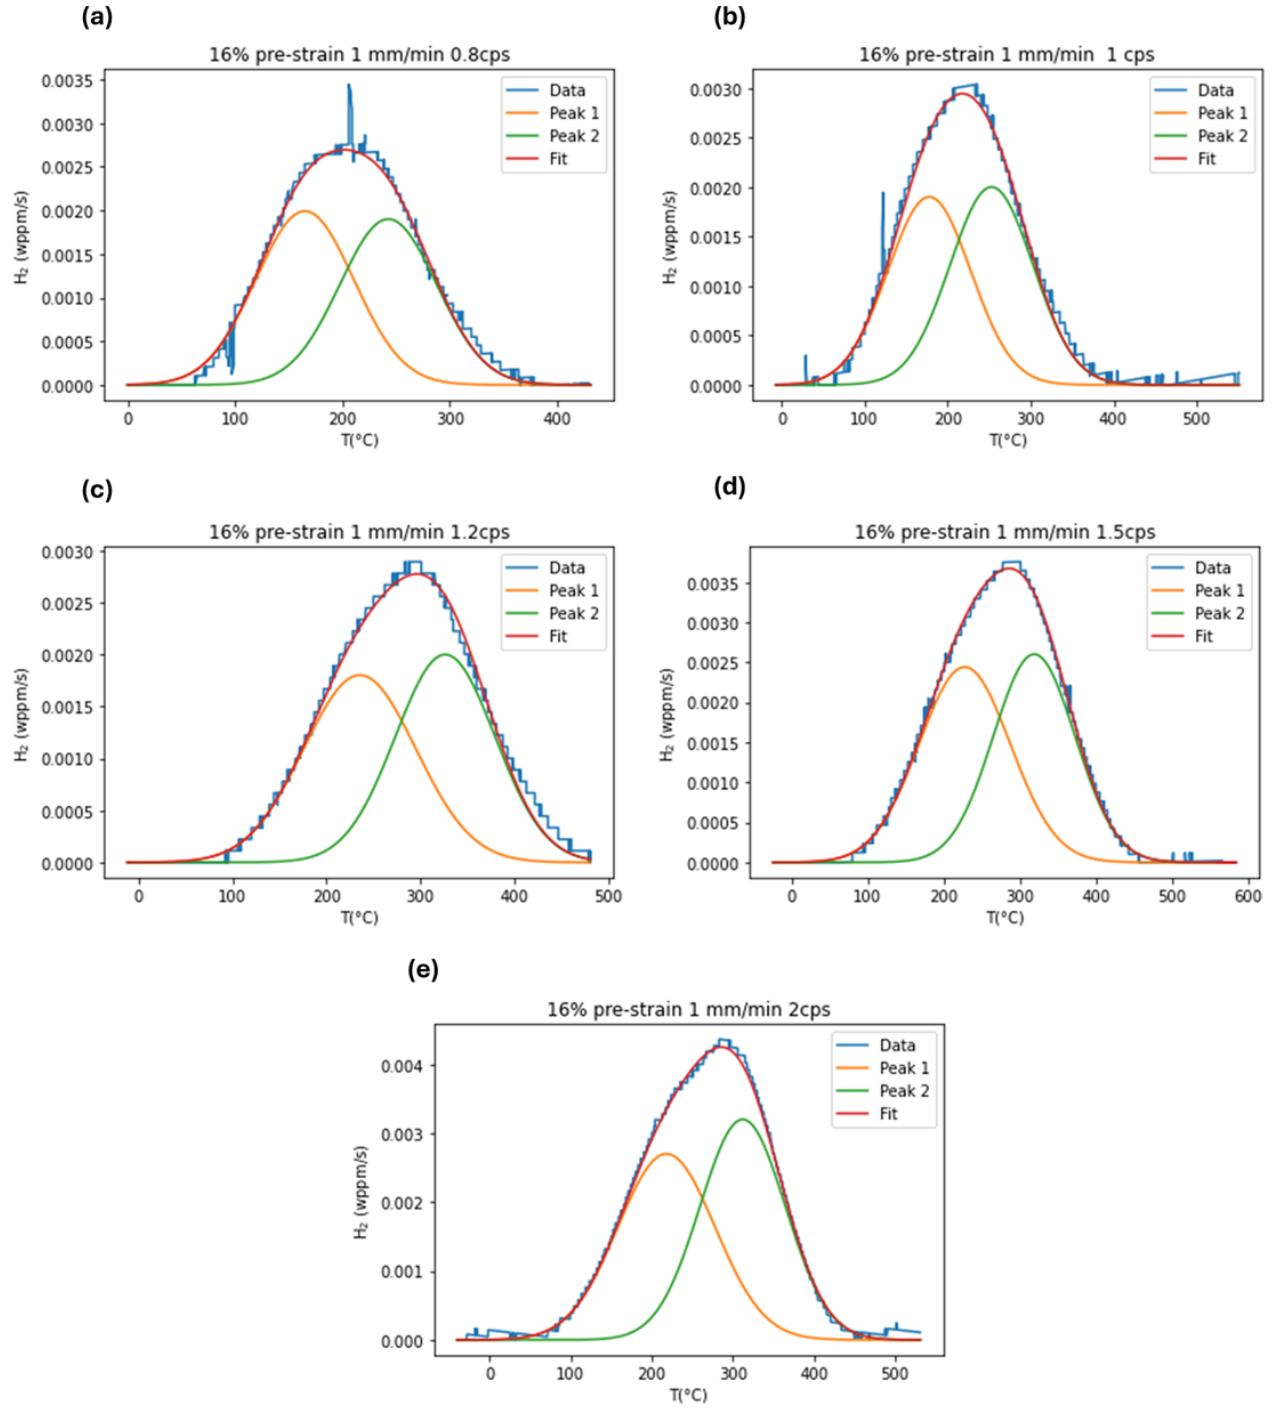 (a)
16% pre-strain 1 mm/min 0.8cps
0.0035
0.0030
0.0025
0.0020
0.0015
0.0010
0.0005
0.0000
H₂ (wppm/s)
Data
Peak 1
Peak 2
Fit
0 100 200 300 400
T(°C)
(b)
16% pre-strain 1 mm/min  1 cps
0.0030
0.0025
0.0020
0.0015
0.0010
0.0005
0.0000
H₂ (wppm/s)
Data
Peak 1
Peak 2
Fit
0 100 200 300 400 500
T(°C)
(c)
16% pre-strain 1 mm/min 1.2cps
0.0030
0.0025
0.0020
0.0015
0.0010
0.0005
0.0000
H₂ (wppm/s)
Data
Peak 1
Peak 2
Fit
0 100 200 300 400 500
T(°C)
(d)
16% pre-strain 1 mm/min 1.5cps
0.0035
0.0030
0.0025
0.0020
0.0015
0.0010
0.0005
0.0000
H₂ (wppm/s)
Data
Peak 1
Peak 2
Fit
0 100 200 300 400 500 600
T(°C)
(e)
16% pre-strain 1 mm/min 2cps
0.004
0.003
0.002
0.001
0.000
H₂ (wppm/s)
Data
Peak 1
Peak 2
Fit
0 100 200 300 400 500
T(°C)